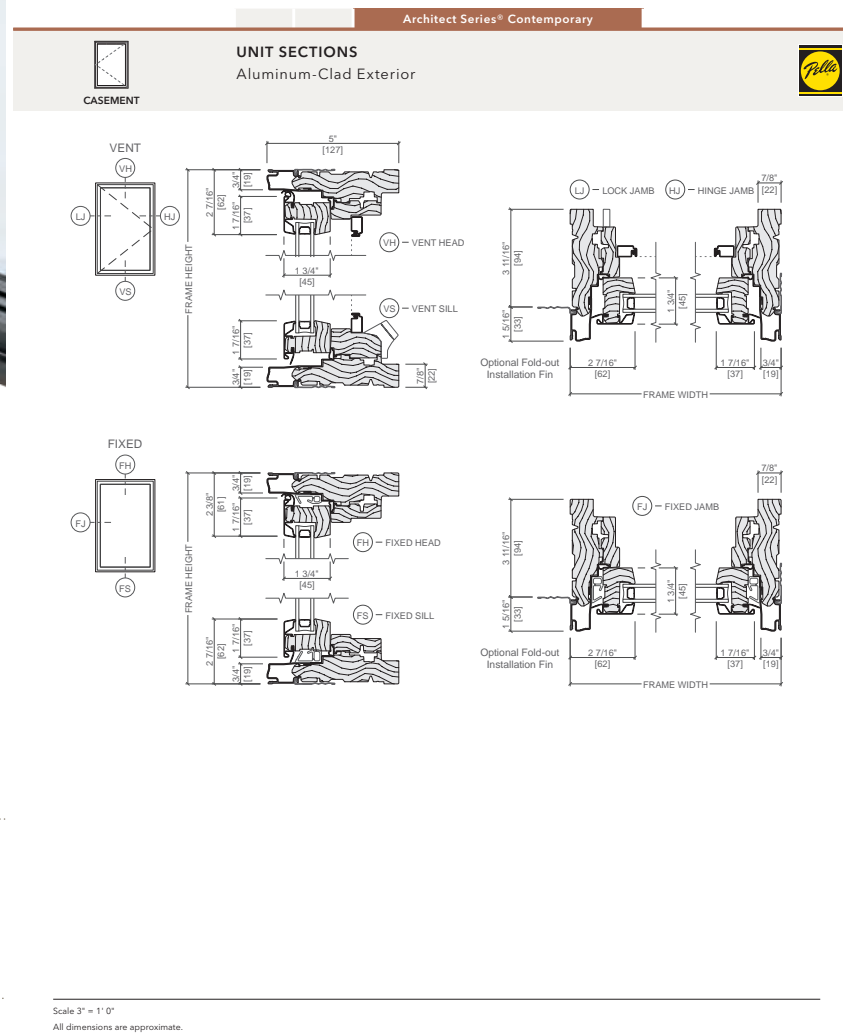 Architect Series® Contemporary
UNIT SECTIONS
Aluminum-Clad Exterior
CASEMENT
Pella
VENT
VH
LJ
HJ
VS
5"
[127]
3/4"
[19]
2 7/16"
[62]
1 7/16"
[37]
VH – VENT HEAD
FRAME HEIGHT
1 3/4"
[45]
VS – VENT SILL
1 7/16"
[37]
3/4"
[19]
7/8"
[22]
LJ – LOCK JAMB
HJ – HINGE JAMB
7/8"
[22]
3 11/16"
[94]
1 3/4"
[45]
1 5/16"
[33]
Optional Fold-out
Installation Fin
2 7/16"
[62]
1 7/16"
[37]
3/4"
[19]
FRAME WIDTH
FIXED
FH
FJ
FS
3/4"
[19]
2 3/8"
[61]
1 7/16"
[37]
FH – FIXED HEAD
FRAME HEIGHT
1 3/4"
[45]
FS – FIXED SILL
2 7/16"
[62]
1 7/16"
[37]
3/4"
[19]
7/8"
[22]
FJ – FIXED JAMB
3 11/16"
[94]
1 3/4"
[45]
1 5/16"
[33]
Optional Fold-out
Installation Fin
2 7/16"
[62]
1 7/16"
[37]
3/4"
[19]
FRAME WIDTH
Scale 3" = 1' 0"
All dimensions are approximate.